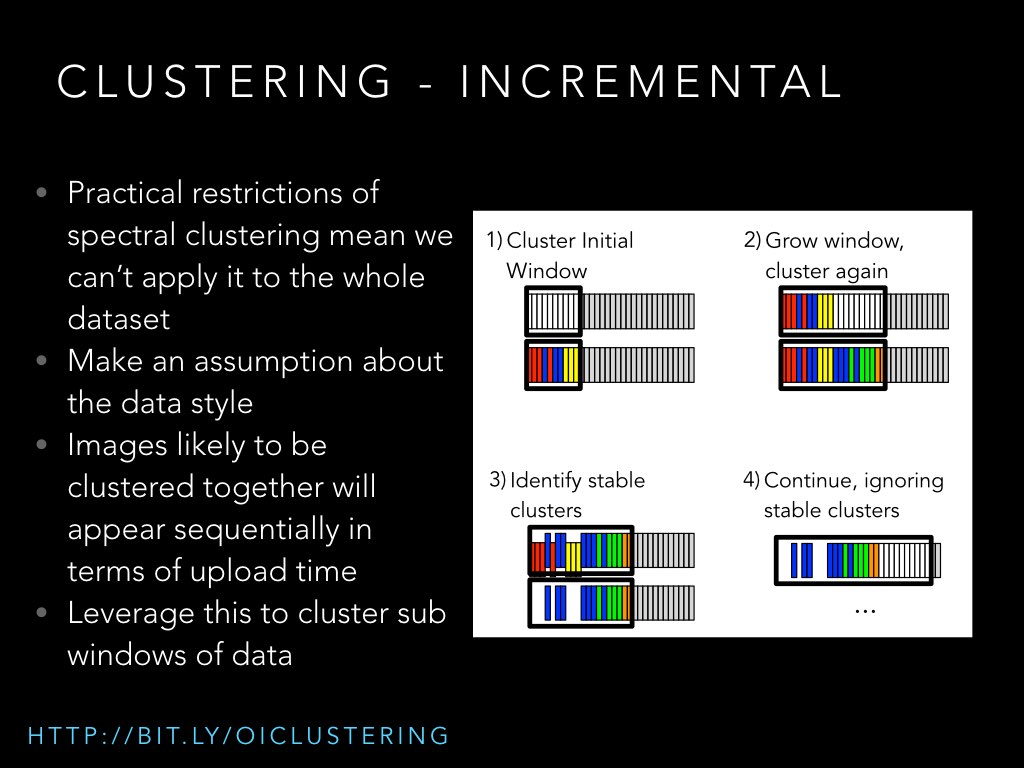 CLUSTERING - INCREMENTAL
• Practical restrictions of
spectral clustering mean we
can’t apply it to the whole
dataset
• Make an assumption about
the data style
• Images likely to be
clustered together will
appear sequentially in
terms of upload time
• Leverage this to cluster sub
windows of data
1) Cluster Initial
Window
2) Grow window,
cluster again
3) Identify stable
clusters
4) Continue, ignoring
stable clusters
...
HTTP://BIT.LY/OICLUSTERING